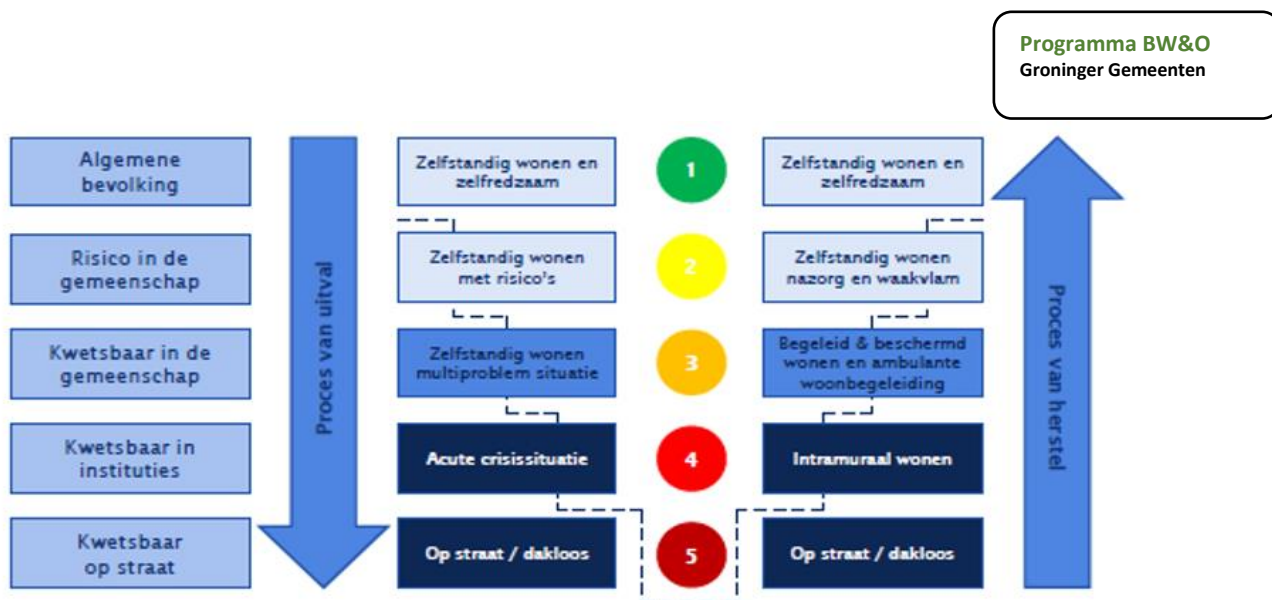 Programma BW&O
Groninger Gemeenten
Algemene
bevolking
Zelfstandig wonen en
zelfredzaam
1
Zelfstandig wonen en
zelfredzaam
Risico in de
gemeenschap
Zelfstandig wonen
met risico's
2
Zelfstandig wonen
nazorg en waakvlam
Kwetsbaar in de
gemeenschap
Zelfstandig wonen
multiproblem situatie
3
Begeleid & beschermd
wonen en ambulante
woonbegeleiding
Kwetsbaar in
instituties
Acute crisissituatie
4
Intramuraal wonen
Kwetsbaar
op straat
Op straat / dakloos
5
Op straat / dakloos
Proces van uitval
Proces van herstel